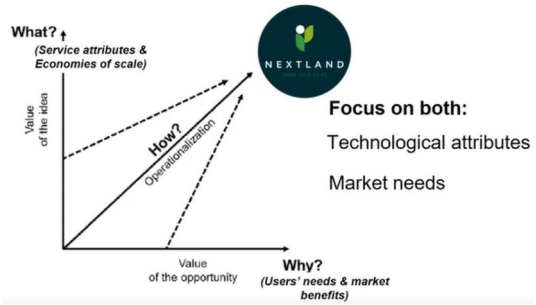 What?
(Service attributes &
Economies of scale)
Value
of the idea
How?
Operationalization
NEXTLAND
Focus on both:
Technological attributes
Market needs
Value
of the opportunity
Why?
(Users' needs & market
benefits)